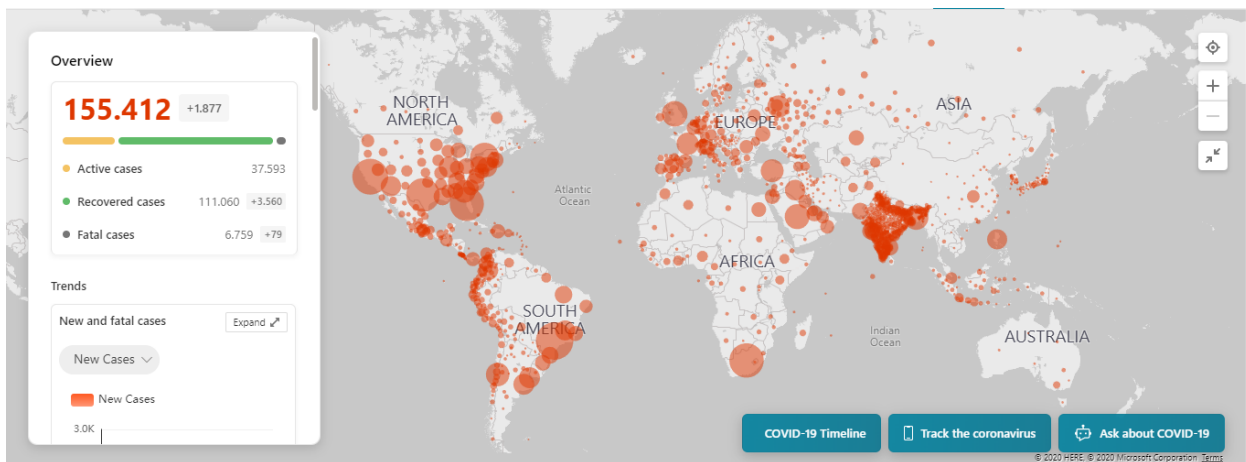 Overview
155.412 +1.877
Active cases 37.593
Recovered cases 111.060 +3.560
Fatal cases 6.759 +79
Trends
New and fatal cases Expand
New Cases
New Cases
3.0K
NORTH
AMERICA
EUROPE
ASIA
Atlantic
Ocean
AFRICA
SOUTH
AMERICA
Indian
Ocean
AUSTRALIA
COVID-19 Timeline
Track the coronavirus
Ask about COVID-19
© 2020 HERE, © 2020 Microsoft Corporation Terms